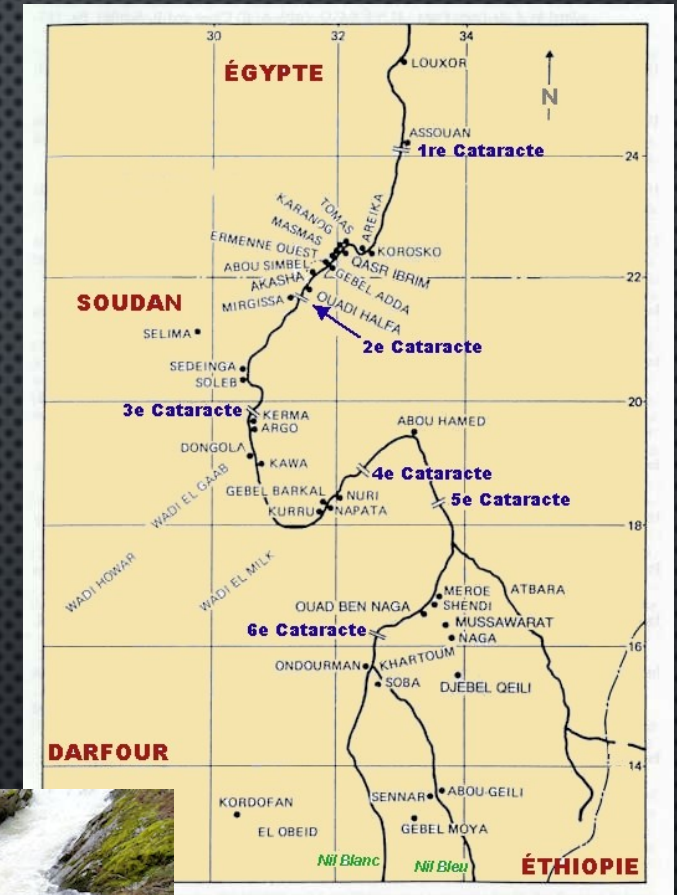 30 32 34
LOUXOR
ÉGYPTE
N
ASSOUAN
1re Cataracte
24
TOMAS
KARANOG
MASMAS
AREIKA
ERMENNE OUEST
KOROSKO
ABOU SIMBEL
QASR IBRIM
AKASHA
GEBEL ADDA
22
MIRGISSA
OUADI HALFA
SOUDAN
SELIMA
2e Cataracte
SEDEINGA
SOLEB
20
3e Cataracte
KERMA
ARGO
ABOU HAMED
DONGOLA
KAWA
WADI EL GAAB
4e Cataracte
GEBEL BARKAL
NURI
5e Cataracte
KURRU
NAPATA
18
WADI HOWAR
WADI EL MILK
MEROE
ATBARA
OUAD BEN NAGA
SHENDI
MUSSAWARAT
6e Cataracte
NAGA
16
ONDOURMAN
KHARTOUM
SOBA
DJEBEL QEILI
DARFOUR
14
KORDOFAN
SENNAR
ABOU-GEILI
EL OBEID
GEBEL MOYA
Nil Blanc
Nil Bleu
ÉTHIOPIE